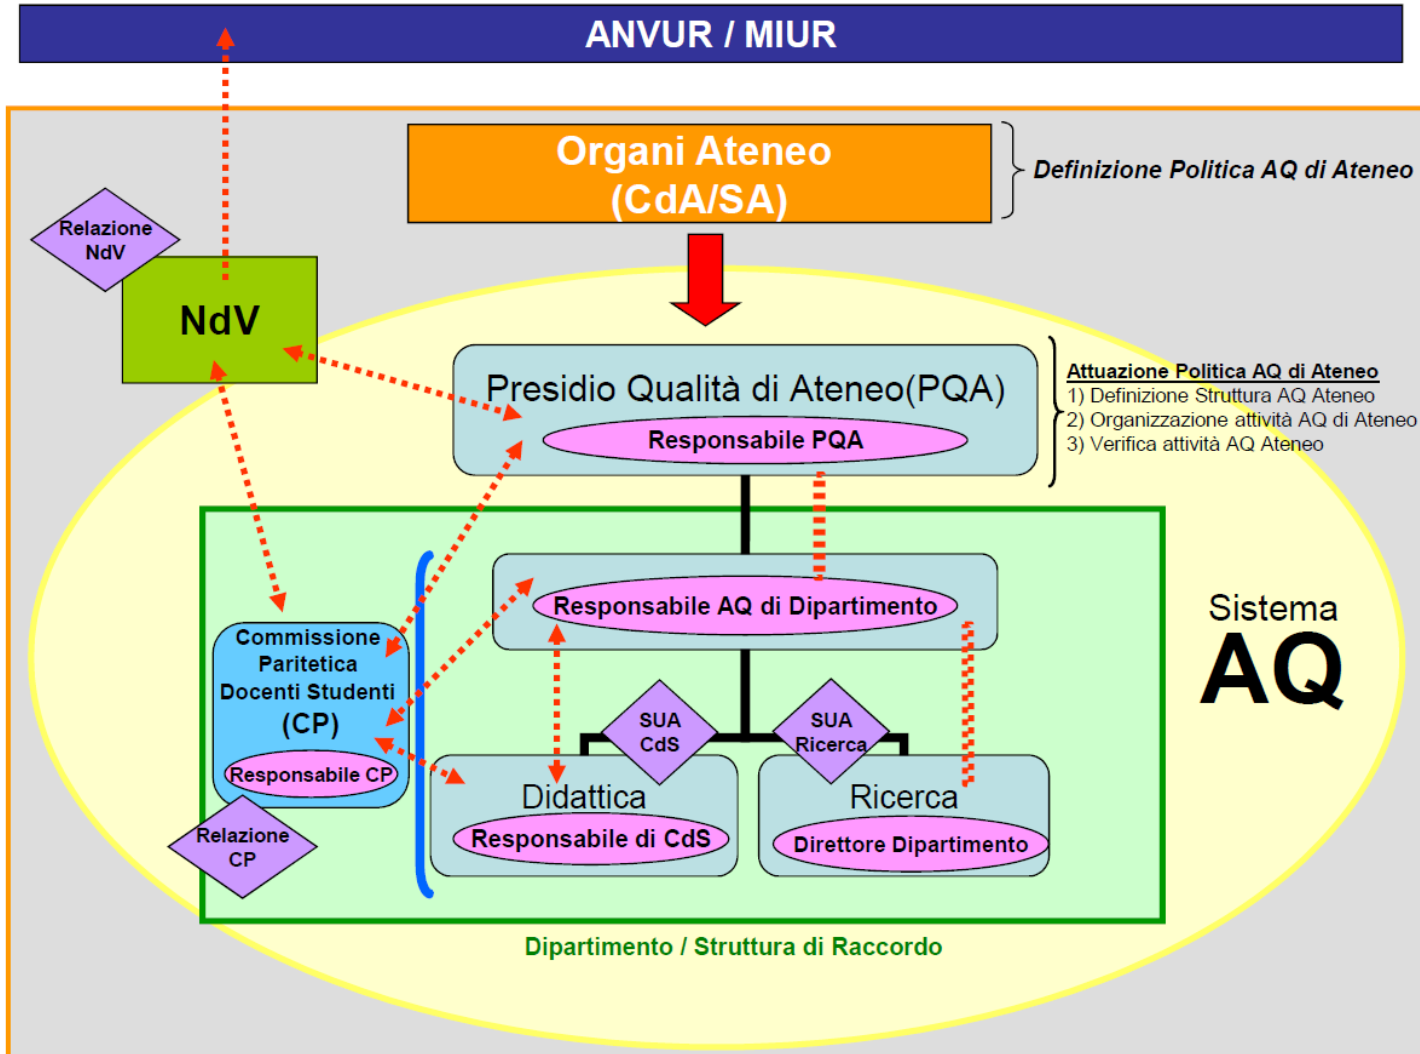 ANVUR / MIUR
Organi Ateneo
(CdA/SA)
Definizione Politica AQ di Ateneo
Relazione
NdV
NdV
Presidio Qualità di Ateneo(PQA)
Responsabile PQA
Attuazione Politica AQ di Ateneo
1) Definizione Struttura AQ Ateneo
2) Organizzazione attività AQ di Ateneo
3) Verifica attività AQ Ateneo
Responsabile AQ di Dipartimento
Sistema
AQ
Commissione
Paritetica
Docenti Studenti
(CP)
Responsabile CP
Relazione
CP
SUA
CdS
SUA
Ricerca
Didattica
Responsabile di CdS
Ricerca
Direttore Dipartimento
Dipartimento / Struttura di Raccordo